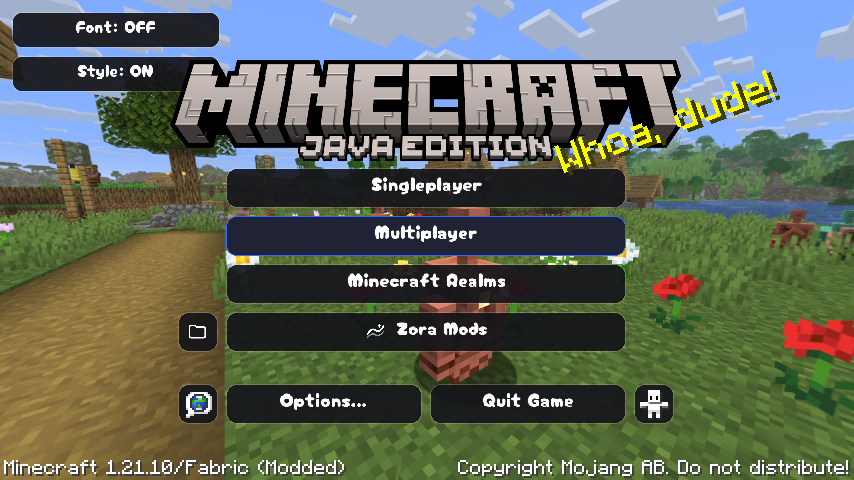 Font: OFF
Style: ON
MINECRAFT
JAVA EDITION
Whoa, dude!
Singleplayer
Multiplayer
Minecraft Realms
Zora Mods
Options...
Quit Game
Minecraft 1.21.10/Fabric (Modded)
Copyright Mojang AB. Do not distribute!